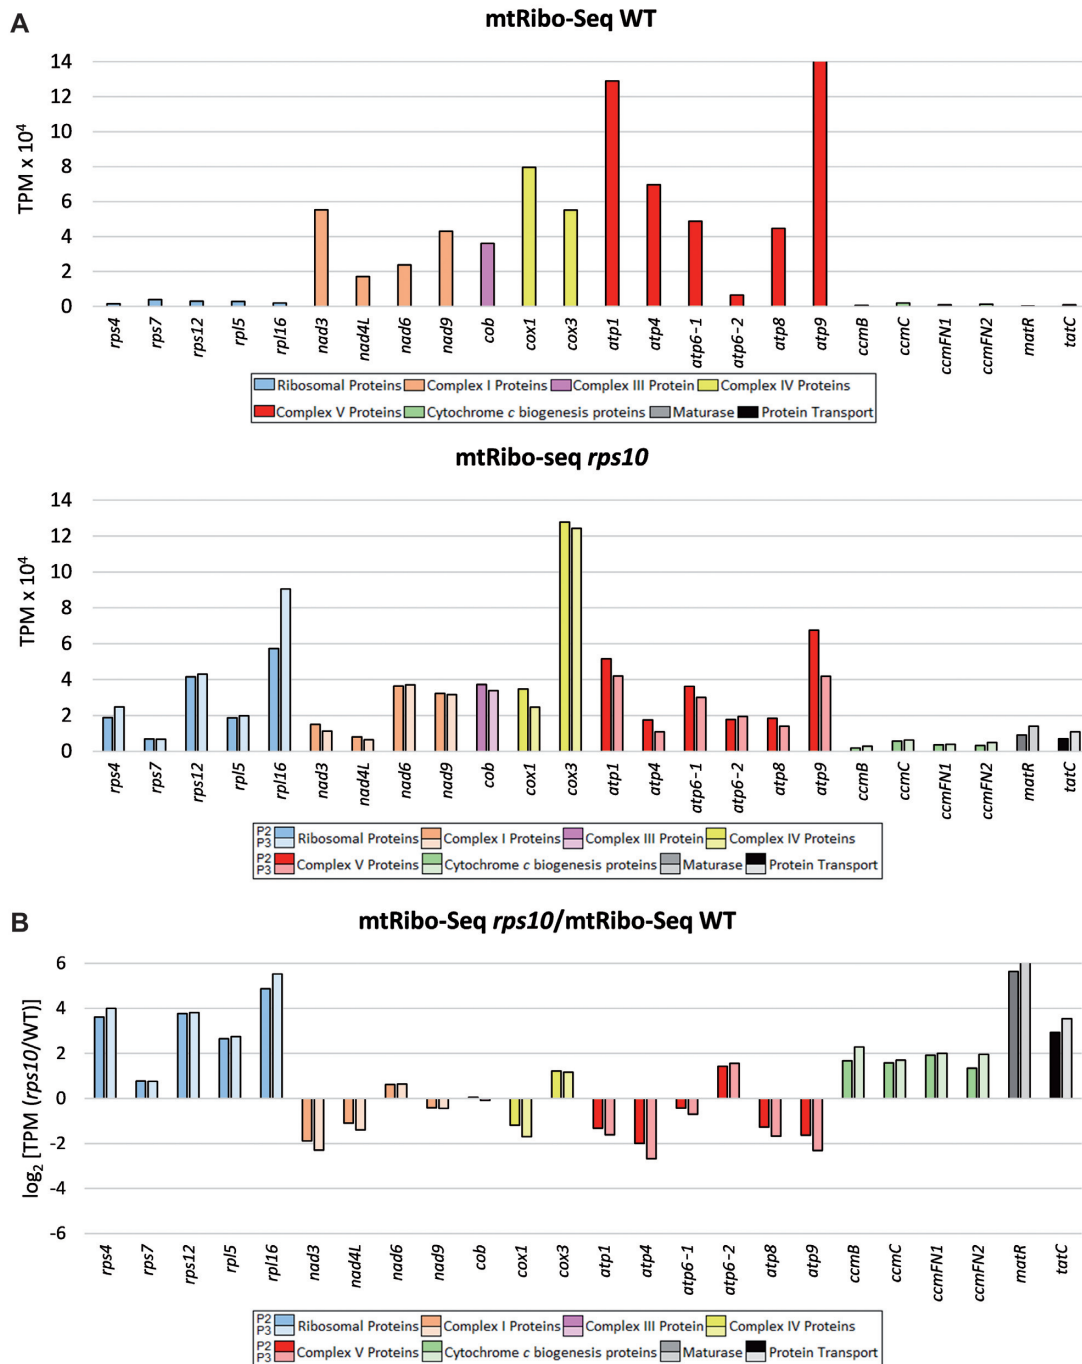 A
mtRibo-Seq WT
TPM x 10⁴
14
12
10
8
6
4
2
0
rps4 rps7 rps12 rpl5 rpl16 nad3 nad4L nad6 nad9 cob cox1 cox3 atp1 atp4 atp6-1 atp6-2 atp8 atp9 ccmB ccmC ccmFN1 ccmFN2 matR tatC
Ribosomal Proteins Complex I Proteins Complex III Protein Complex IV Proteins
Complex V Proteins Cytochrome c biogenesis proteins Maturase Protein Transport
mtRibo-seq rps10
TPM x 10⁴
14
12
10
8
6
4
2
0
rps4 rps7 rps12 rpl5 rpl16 nad3 nad4L nad6 nad9 cob cox1 cox3 atp1 atp4 atp6-1 atp6-2 atp8 atp9 ccmB ccmC ccmFN1 ccmFN2 matR tatC
P2
P3
Ribosomal Proteins Complex I Proteins Complex III Protein Complex IV Proteins
P2
P3
Complex V Proteins Cytochrome c biogenesis proteins Maturase Protein Transport
B
mtRibo-Seq rps10/mtRibo-Seq WT
log₂ [TPM (rps10/WT)]
6
4
2
0
-2
-4
-6
rps4 rps7 rps12 rpl5 rpl16 nad3 nad4L nad6 nad9 cob cox1 cox3 atp1 atp4 atp6-1 atp6-2 atp8 atp9 ccmB ccmC ccmFN1 ccmFN2 matR tatC
P2
P3
Ribosomal Proteins Complex I Proteins Complex III Protein Complex IV Proteins
P2
P3
Complex V Proteins Cytochrome c biogenesis proteins Maturase Protein Transport